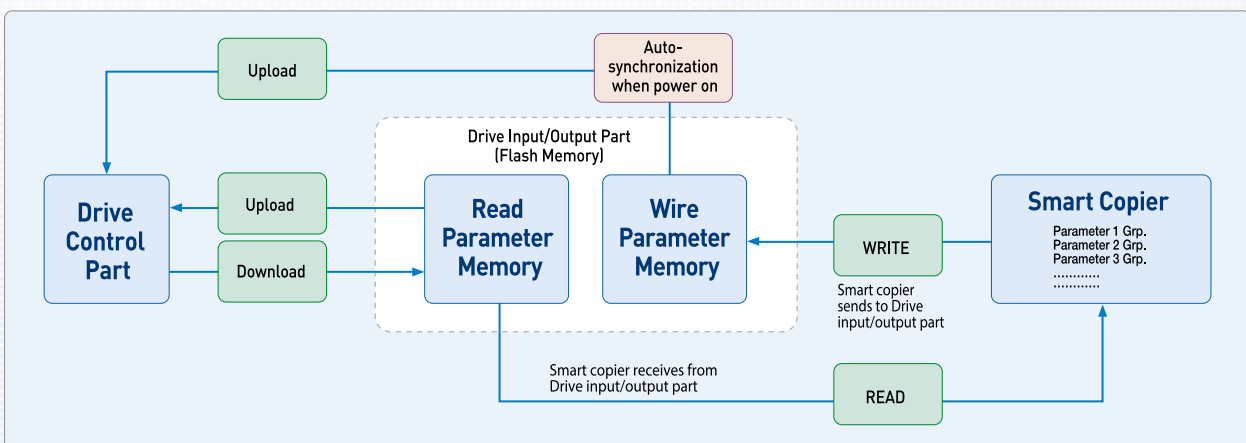 Upload
Auto-
synchronization
when power on
Drive Input/Output Part
(Flash Memory)
Drive
Control
Part
Upload
Download
Read
Parameter
Memory
Wire
Parameter
Memory
WRITE
Smart copier
sends to Drive
input/output part
Smart Copier
Parameter 1 Grp.
Parameter 2 Grp.
Parameter 3 Grp.
............
............
Smart copier receives from
Drive input/output part
READ